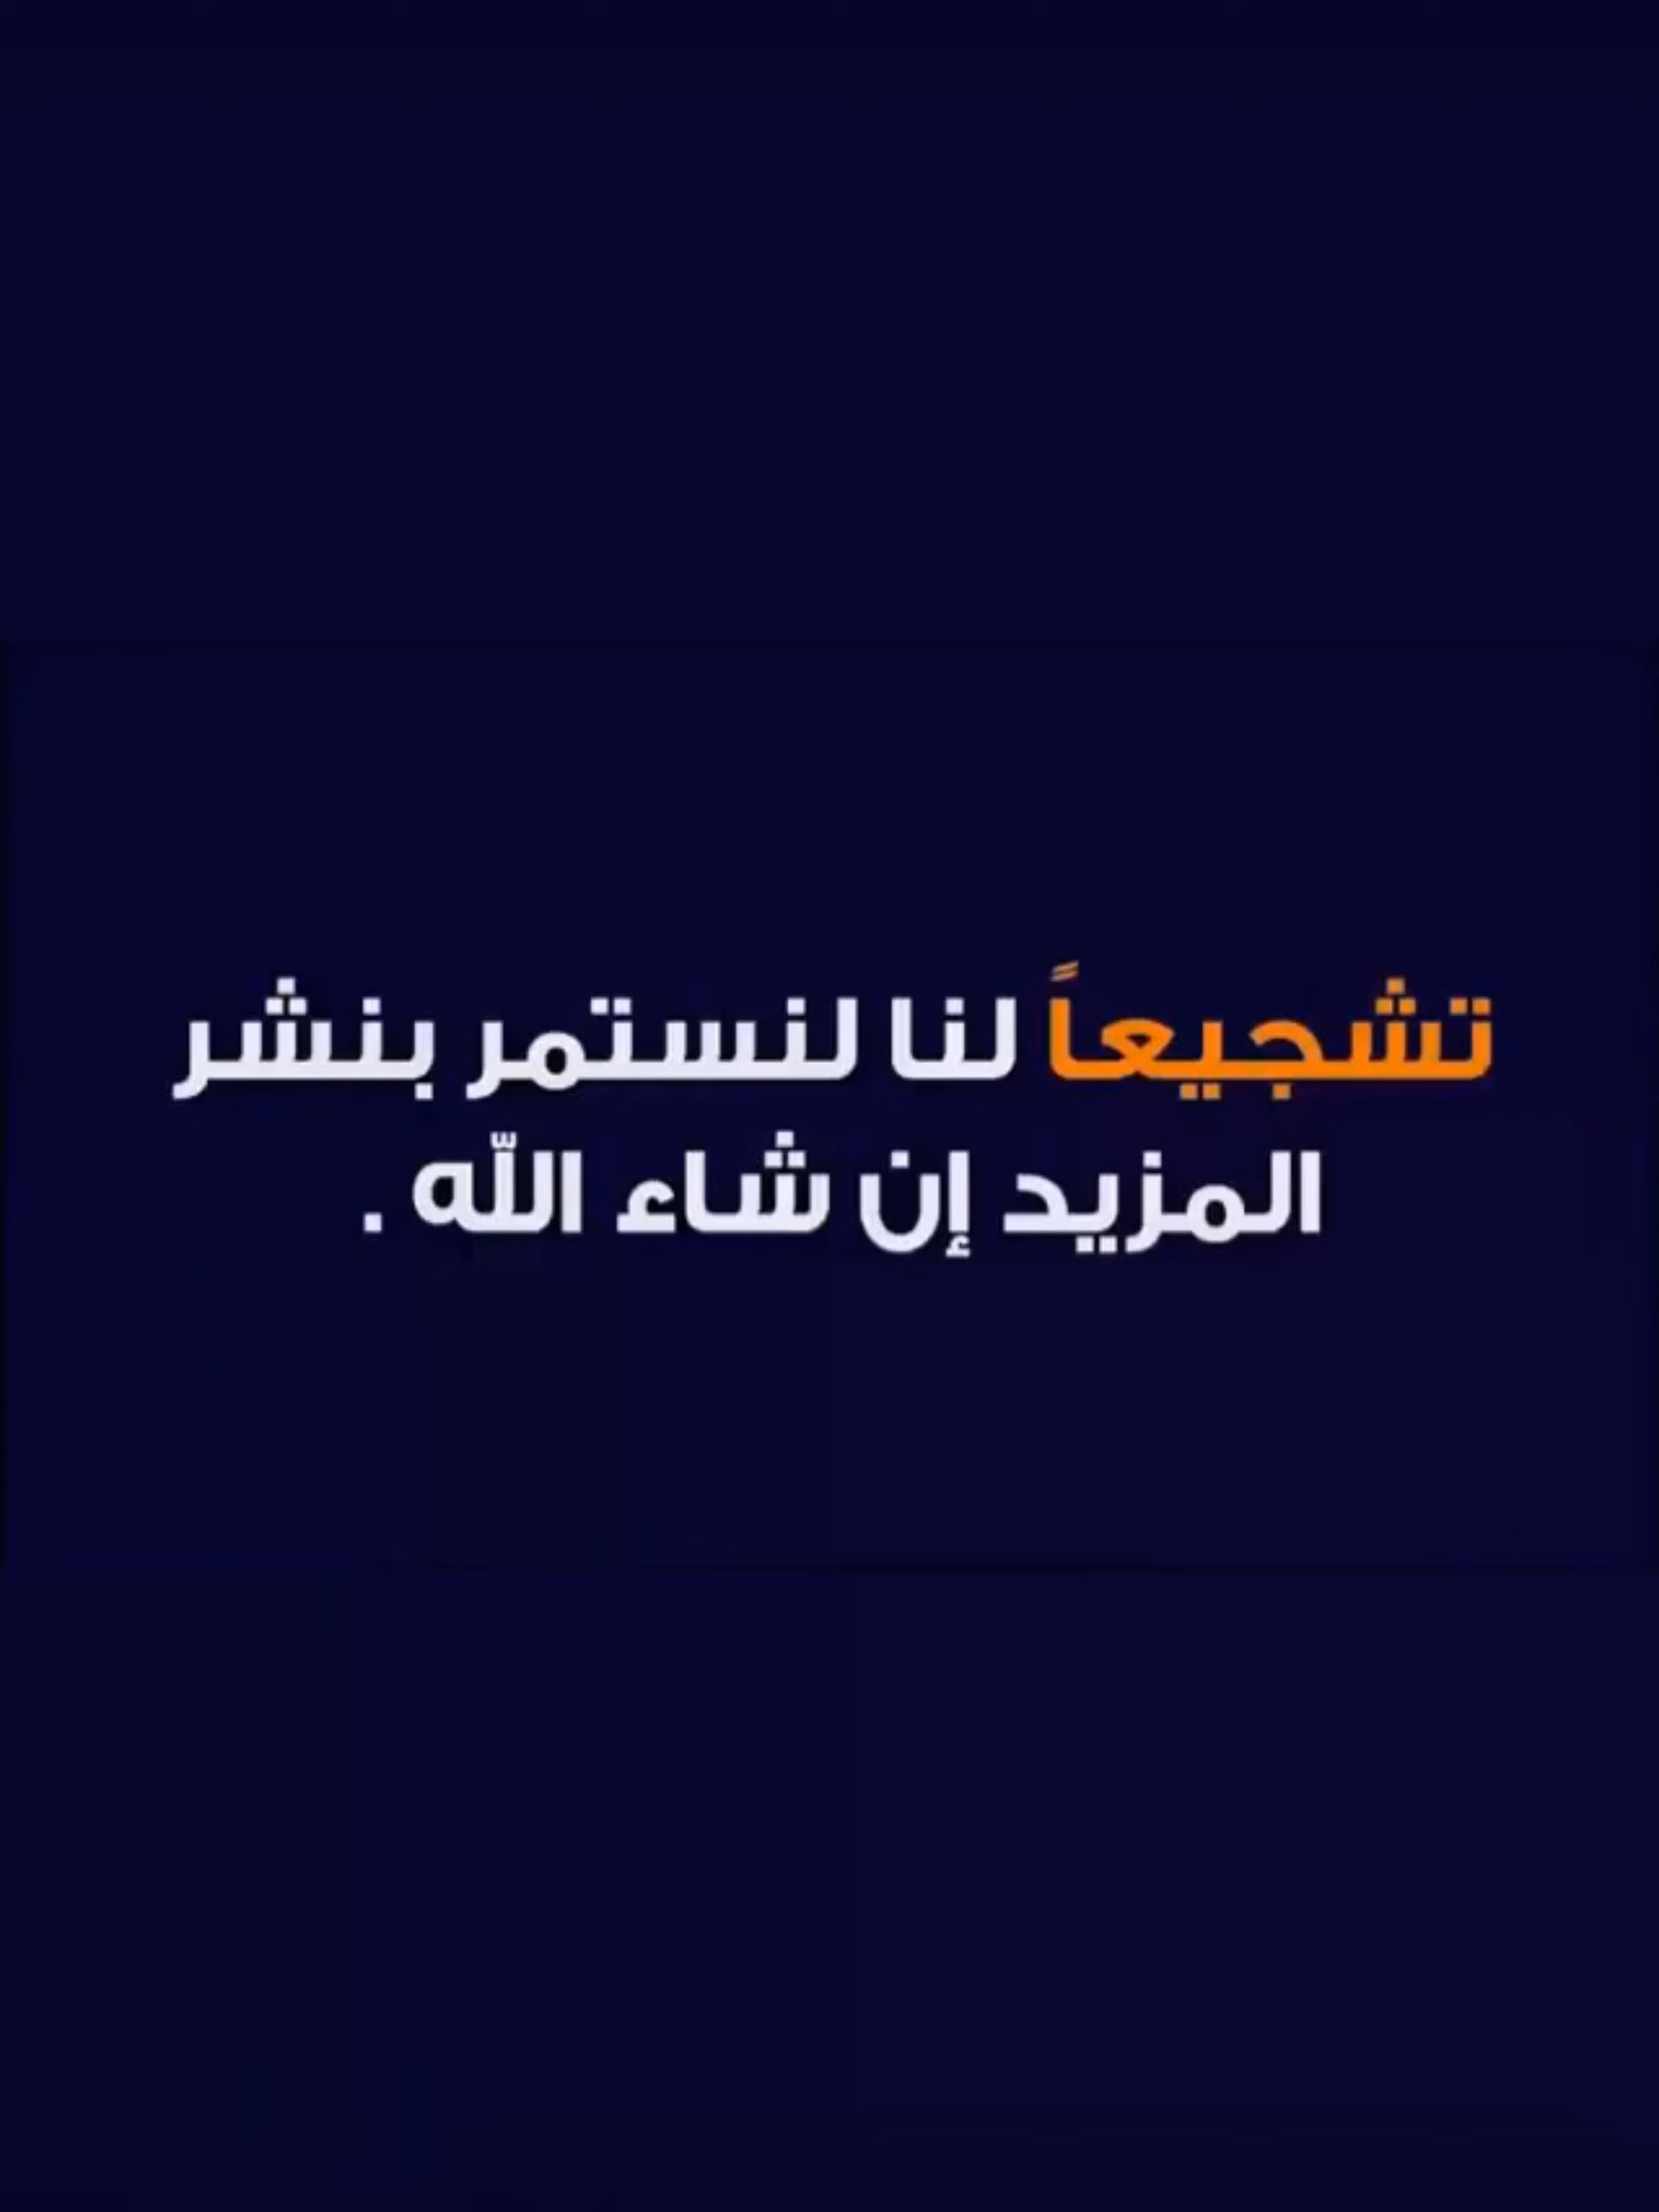 تشجيعاً لنا لنستمر بنشر
المزيد إن شاء اللّه .